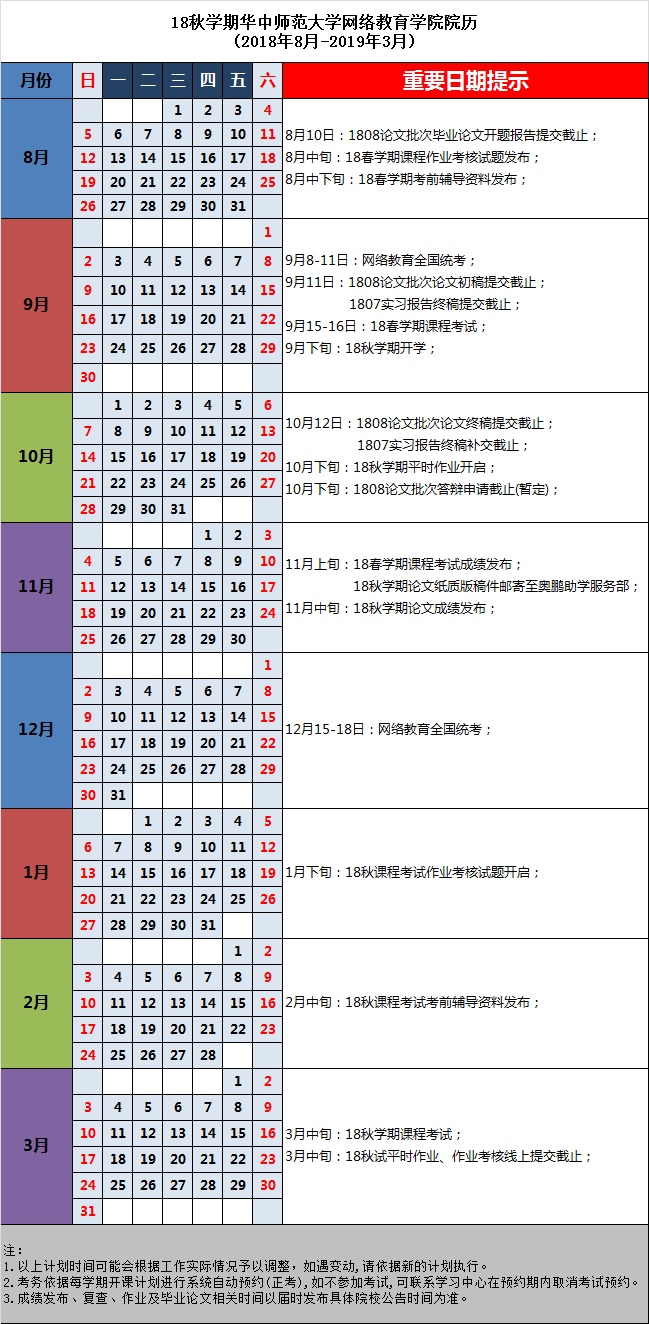 18秋学期华中师范大学网络教育学院院历
(2018年8月-2019年3月)
月份 日 一 二 三 四 五 六 重要日期提示
8月
1 2 3 4
5 6 7 8 9 10 11
12 13 14 15 16 17 18
19 20 21 22 23 24 25
26 27 28 29 30 31
8月10日：1808论文批次毕业论文开题报告提交截止；
8月中旬：18春学期课程作业考核试题发布；
8月中下旬：18春学期考前辅导资料发布；
9月
1
2 3 4 5 6 7 8
9 10 11 12 13 14 15
16 17 18 19 20 21 22
23 24 25 26 27 28 29
30
9月8-11日：网络教育全国统考；
9月11日：1808论文批次论文初稿提交截止；
1807实习报告终稿提交截止；
9月15-16日：18春学期课程考试；
9月下旬：18秋学期开学；
10月
1 2 3 4 5 6
7 8 9 10 11 12 13
14 15 16 17 18 19 20
21 22 23 24 25 26 27
28 29 30 31
10月12日：1808论文批次论文终稿提交截止；
1807实习报告终稿补交截止；
10月下旬：18秋学期平时作业开启；
10月下旬：1808论文批次答辩申请截止(暂定)；
11月
1 2 3
4 5 6 7 8 9 10
11 12 13 14 15 16 17
18 19 20 21 22 23 24
25 26 27 28 29 30
11月上旬：18春学期课程考试成绩发布；
18秋学期论文纸质版稿件邮寄至奥鹏助学服务部；
11月中旬：18秋学期论文成绩发布；
12月
1
2 3 4 5 6 7 8
9 10 11 12 13 14 15
16 17 18 19 20 21 22
23 24 25 26 27 28 29
30 31
12月15-18日：网络教育全国统考；
1月
1 2 3 4 5
6 7 8 9 10 11 12
13 14 15 16 17 18 19
20 21 22 23 24 25 26
27 28 29 30 31
1月下旬：18秋课程考试作业考核试题开启；
2月
1 2
3 4 5 6 7 8 9
10 11 12 13 14 15 16
17 18 19 20 21 22 23
24 25 26 27 28
2月中旬：18秋课程考试考前辅导资料发布；
3月
1 2
3 4 5 6 7 8 9
10 11 12 13 14 15 16
17 18 19 20 21 22 23
24 25 26 27 28 29 30
31
3月中旬：18秋学期课程考试；
3月中旬：18秋试平时作业、作业考核线上提交截止；
注：
1.以上计划时间可能会根据工作实际情况予以调整，如遇变动,请依据新的计划执行。
2.考务依据每学期开课计划进行系统自动预约(正考),如不参加考试,可联系学习中心在预约期内取消考试预约。
3.成绩发布、复查、作业及毕业论文相关时间以届时发布具体院校公告时间为准。